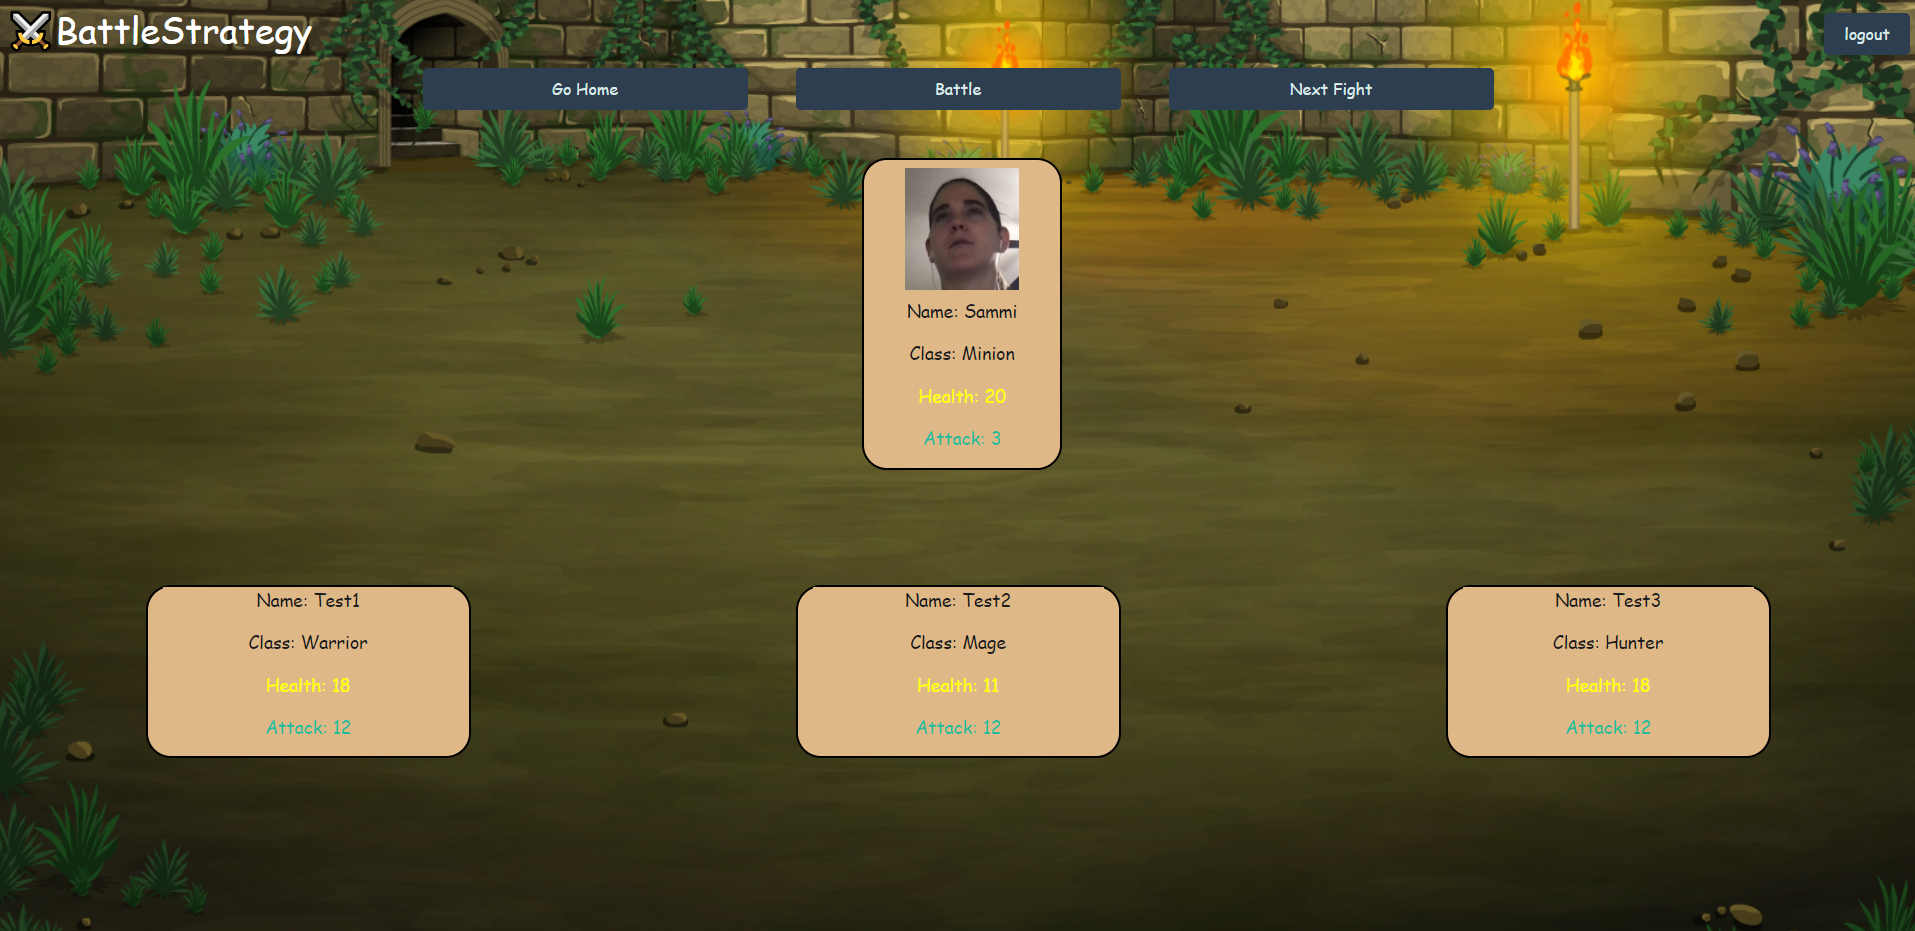 BattleStrategy
logout
Go Home
Battle
Next Fight
Name: Sammi
Class: Minion
Health: 20
Attack: 3
Name: Test1
Class: Warrior
Health: 18
Attack: 12
Name: Test2
Class: Mage
Health: 11
Attack: 12
Name: Test3
Class: Hunter
Health: 18
Attack: 12